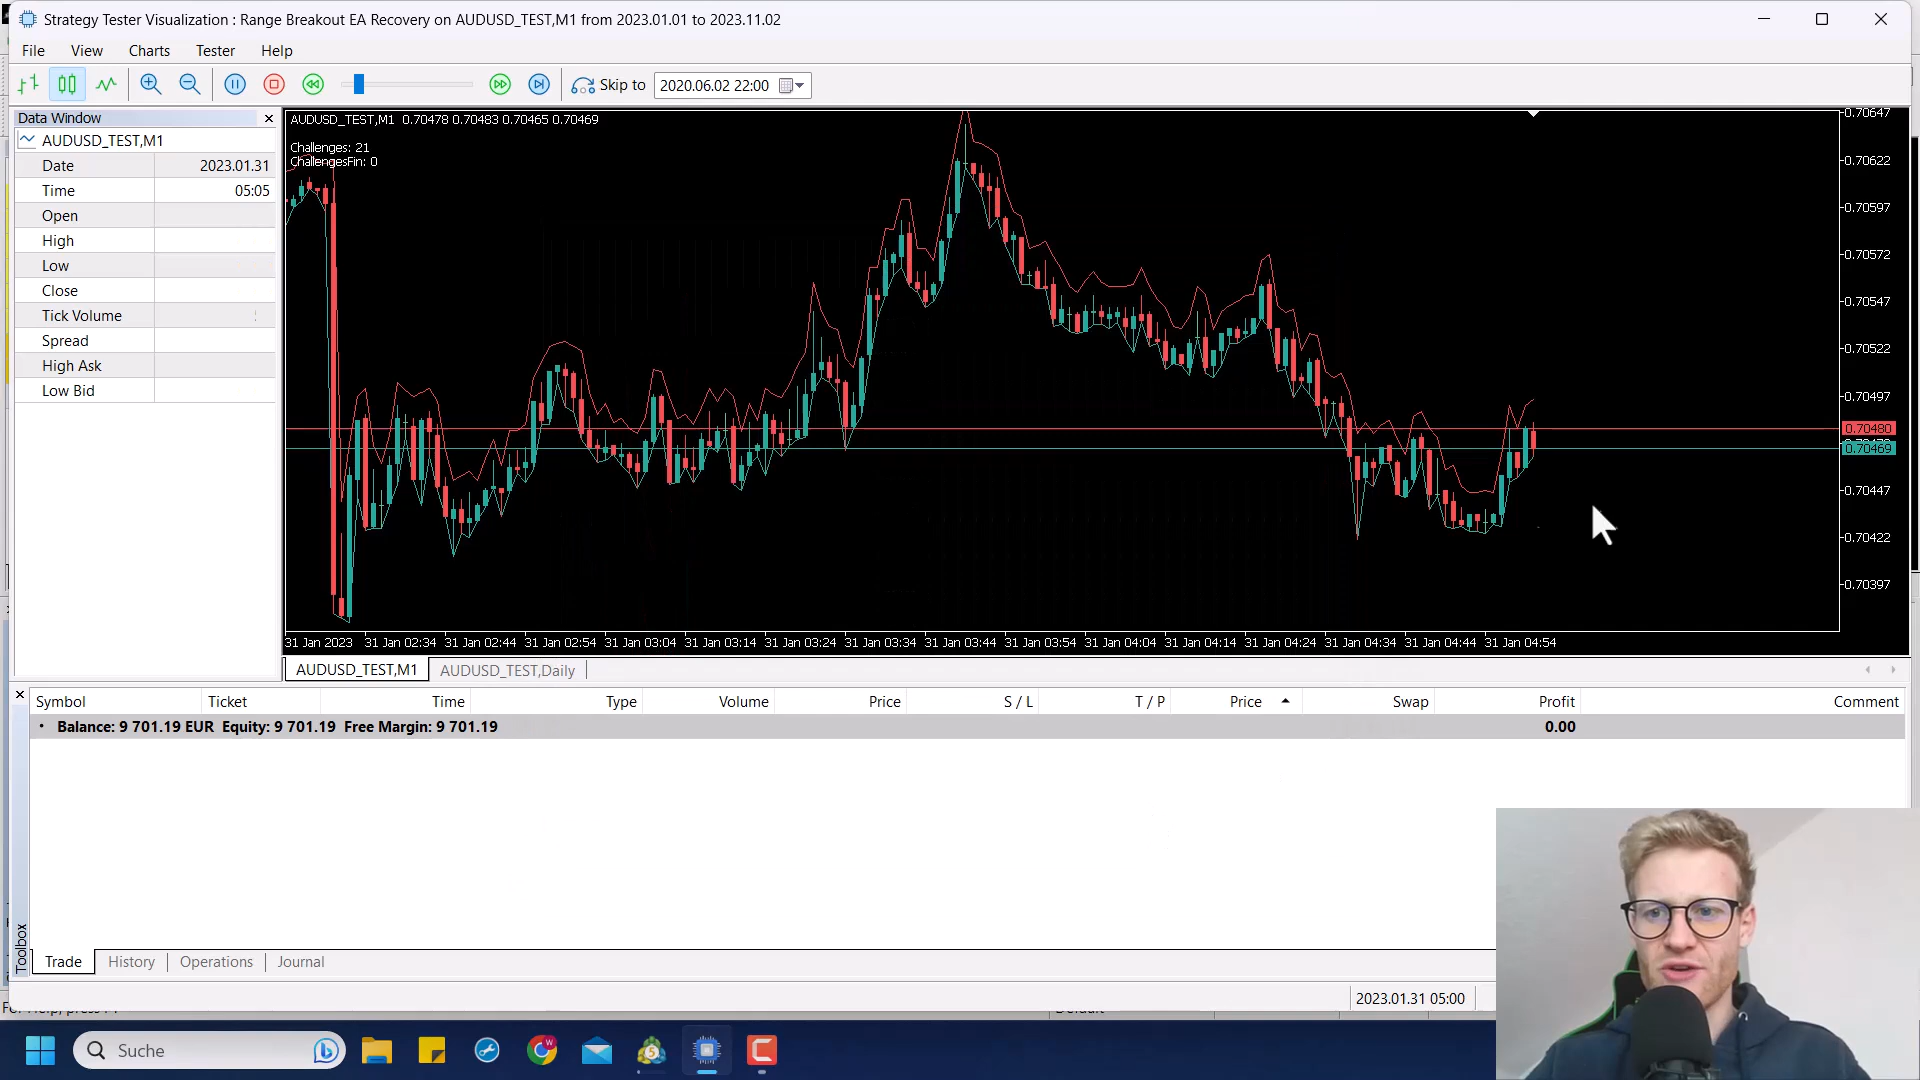 Strategy Tester Visualization : Range Breakout EA Recovery on AUDUSD_TEST,M1 from 2023.01.01 to 2023.11.02
File View Charts Tester Help
Skip to 2020.06.02 22:00
Data Window
AUDUSD_TEST,M1
Date 2023.01.31
Time 05:05
Open
High
Low
Close
Tick Volume
Spread
High Ask
Low Bid
AUDUSD_TEST,M1 0.70478 0.70483 0.70465 0.70469
Challenges: 21
ChallengesFin: 0
0.70647
0.70622
0.70597
0.70572
0.70547
0.70522
0.70497
0.70480
0.70469
0.70447
0.70422
0.70397
31 Jan 2023 31 Jan 02:34 31 Jan 02:44 31 Jan 02:54 31 Jan 03:04 31 Jan 03:14 31 Jan 03:24 31 Jan 03:34 31 Jan 03:44 31 Jan 03:54 31 Jan 04:04 31 Jan 04:14 31 Jan 04:24 31 Jan 04:34 31 Jan 04:44 31 Jan 04:54
AUDUSD_TEST,M1 AUDUSD_TEST,Daily
Symbol Ticket Time Type Volume Price S / L T / P Price Swap Profit Comment
Balance: 9 701.19 EUR Equity: 9 701.19 Free Margin: 9 701.19 0.00
Toolbox
Trade History Operations Journal
2023.01.31 05:00
Suche